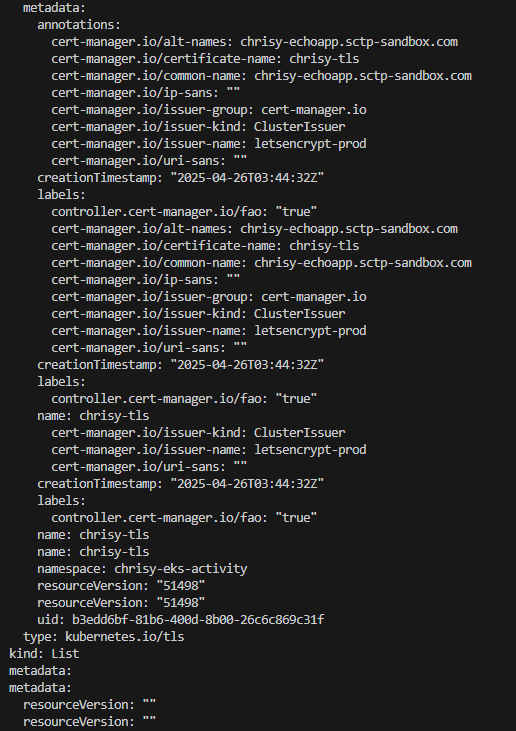 metadata:
annotations:
cert-manager.io/alt-names: chrisy-echoapp.sctp-sandbox.com
cert-manager.io/certificate-name: chrisy-tls
cert-manager.io/common-name: chrisy-echoapp.sctp-sandbox.com
cert-manager.io/ip-sans: ""
cert-manager.io/issuer-group: cert-manager.io
cert-manager.io/issuer-kind: ClusterIssuer
cert-manager.io/issuer-name: letsencrypt-prod
cert-manager.io/uri-sans: ""
creationTimestamp: "2025-04-26T03:44:32Z"
labels:
controller.cert-manager.io/fao: "true"
cert-manager.io/alt-names: chrisy-echoapp.sctp-sandbox.com
cert-manager.io/certificate-name: chrisy-tls
cert-manager.io/common-name: chrisy-echoapp.sctp-sandbox.com
cert-manager.io/ip-sans: ""
cert-manager.io/issuer-group: cert-manager.io
cert-manager.io/issuer-kind: ClusterIssuer
cert-manager.io/issuer-name: letsencrypt-prod
cert-manager.io/uri-sans: ""
creationTimestamp: "2025-04-26T03:44:32Z"
labels:
controller.cert-manager.io/fao: "true"
name: chrisy-tls
cert-manager.io/issuer-kind: ClusterIssuer
cert-manager.io/issuer-name: letsencrypt-prod
cert-manager.io/uri-sans: ""
creationTimestamp: "2025-04-26T03:44:32Z"
labels:
controller.cert-manager.io/fao: "true"
name: chrisy-tls
name: chrisy-tls
namespace: chrisy-eks-activity
resourceVersion: "51498"
resourceVersion: "51498"
uid: b3edd6bf-81b6-400d-8b00-26c6c869c31f
type: kubernetes.io/tls
kind: List
metadata:
metadata:
resourceVersion: ""
resourceVersion: ""